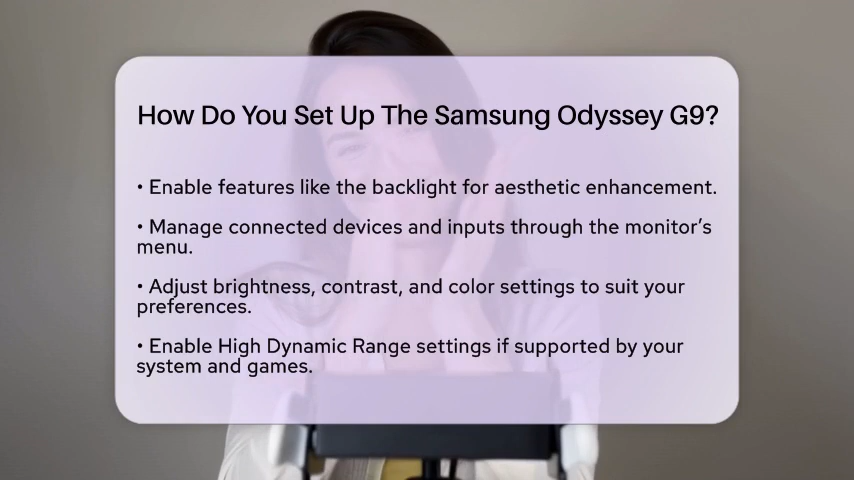 How Do You Set Up The Samsung Odyssey G9?
• Enable features like the backlight for aesthetic enhancement.
• Manage connected devices and inputs through the monitor’s
menu.
• Adjust brightness, contrast, and color settings to suit your
preferences.
• Enable High Dynamic Range settings if supported by your
system and games.